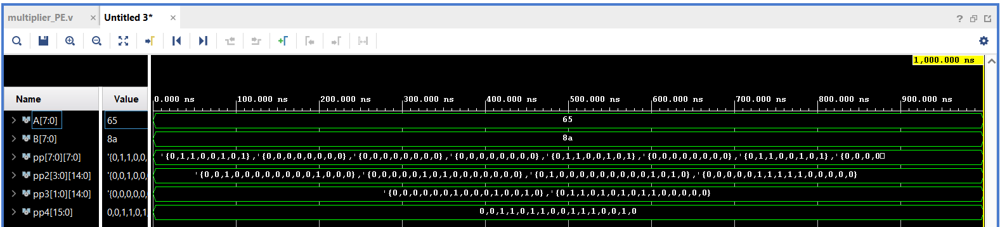 multiplier_PE.v × Untitled 3* ×
1,000.000 ns
Name Value 0.000 ns 100.000 ns 200.000 ns 300.000 ns 400.000 ns 500.000 ns 600.000 ns 700.000 ns 800.000 ns 900.000 ns
A[7:0] 65 65
B[7:0] 8a 8a
pp[7:0][7:0] '{0,1,1,0,0, '{0,1,1,0,0,1,0,1},'{0,0,0,0,0,0,0,0},'{0,0,0,0,0,0,0,0},'{0,0,0,0,0,0,0,0},'{0,1,1,0,0,1,0,1},'{0,0,0,0,0,0,0,0},'{0,1,1,0,0,1,0,1},'{0,0,0,0
pp2[3:0][14:0] '{0,0,1,0,0, '{0,0,1,0,0,0,0,0,0,0,0,1,0,0,0},'{0,0,0,0,0,1,0,1,0,0,0,0,0,0,0},'{0,1,0,0,0,0,0,0,0,0,0,1,0,1,0},'{0,0,0,0,0,1,1,1,1,1,0,0,0,0,0}
pp3[1:0][14:0] '{0,0,0,0,0, '{0,0,0,0,0,0,1,0,0,0,1,0,0,1,0},'{0,1,1,0,1,0,1,0,1,1,0,0,0,0,0}
pp4[15:0] 0,0,1,1,0,1, 0,0,1,1,0,1,1,0,0,1,1,1,0,0,1,0